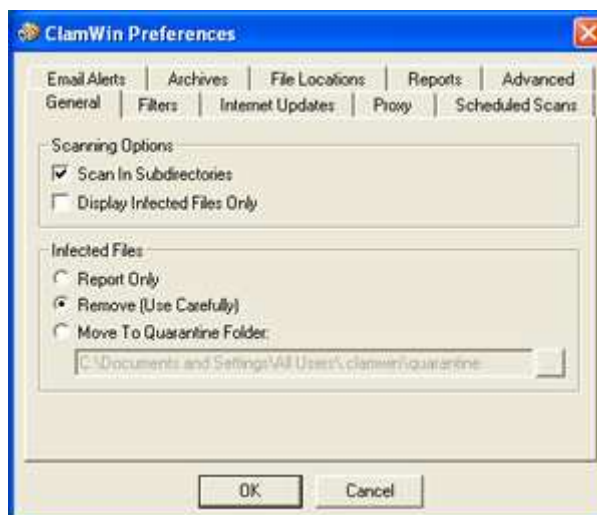 ClamWin Preferences
Email Alerts Archives File Locations Reports Advanced
General Filters Internet Updates Proxy Scheduled Scans
Scanning Options
Scan In Subdirectories
Display Infected Files Only
Infected Files
Report Only
Remove (Use Carefully)
Move To Quarantine Folder:
C:\Documents and Settings\All Users\.clamwin\quarantine
OK Cancel